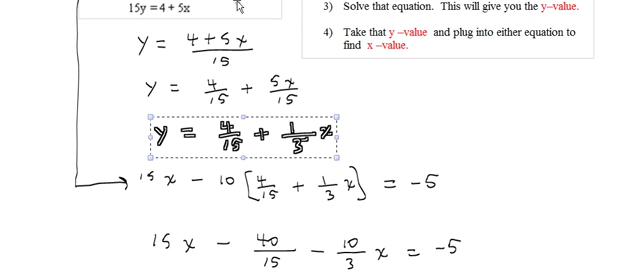 15y = 4 + 5x
3) Solve that equation. This will give you the y–value.
4) Take that y –value and plug into either equation to
find x –value.
y = (4 + 5x)/15
y = 4/15 + 5x/15
y = 4/15 + 1/3 x
15x - 10 [4/15 + 1/3 x] = -5
15x - 40/15 - 10/3 x = -5